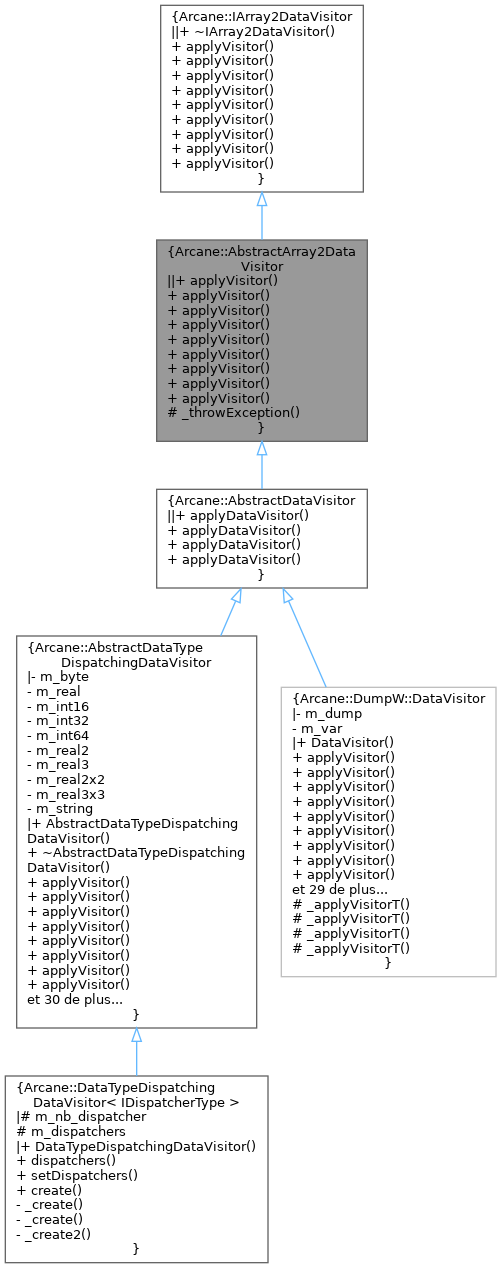 {Arcane::IArray2DataVisitor
||+ ~IArray2DataVisitor()
+ applyVisitor()
+ applyVisitor()
+ applyVisitor()
+ applyVisitor()
+ applyVisitor()
+ applyVisitor()
+ applyVisitor()
+ applyVisitor()
+ applyVisitor()
}
{Arcane::AbstractArray2Data
Visitor
||+ applyVisitor()
+ applyVisitor()
+ applyVisitor()
+ applyVisitor()
+ applyVisitor()
+ applyVisitor()
+ applyVisitor()
+ applyVisitor()
+ applyVisitor()
# _throwException()
}
{Arcane::AbstractDataVisitor
||+ applyDataVisitor()
+ applyDataVisitor()
+ applyDataVisitor()
+ applyDataVisitor()
}
{Arcane::AbstractDataType
DispatchingDataVisitor
|- m_byte
- m_real
- m_int16
- m_int32
- m_int64
- m_real2
- m_real3
- m_real2x2
- m_real3x3
- m_string
|+ AbstractDataTypeDispatching
DataVisitor()
+ ~AbstractDataTypeDispatching
DataVisitor()
+ applyVisitor()
+ applyVisitor()
+ applyVisitor()
+ applyVisitor()
+ applyVisitor()
+ applyVisitor()
+ applyVisitor()
+ applyVisitor()
et 30 de plus...
}
{Arcane::DumpW::DataVisitor
|- m_dump
- m_var
|+ DataVisitor()
+ applyVisitor()
+ applyVisitor()
+ applyVisitor()
+ applyVisitor()
+ applyVisitor()
+ applyVisitor()
+ applyVisitor()
+ applyVisitor()
+ applyVisitor()
et 29 de plus...
# _applyVisitorT()
# _applyVisitorT()
# _applyVisitorT()
# _applyVisitorT()
}
{Arcane::DataTypeDispatching
DataVisitor< IDispatcherType >
|# m_nb_dispatcher
# m_dispatchers
|+ DataTypeDispatchingDataVisitor()
+ dispatchers()
+ setDispatchers()
+ create()
- _create()
- _create()
- _create2()
}